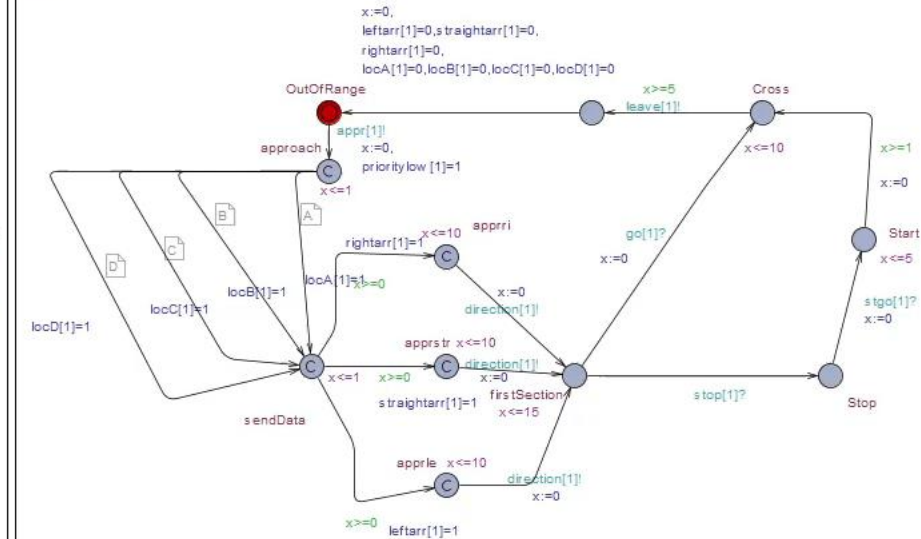 x:=0,
leftarr[1]=0,straightarr[1]=0,
rightarr[1]=0,
locA[1]=0,locB[1]=0,locC[1]=0,locD[1]=0
OutOfRange
x>=5
leave[1]!
Cross
x<=10
appr[1]!
approach
x:=0,
prioritylow[1]=1
C
x<=1
x>=1
x:=0
D
C
B
A
locD[1]=1
locC[1]=1
locB[1]=1
locA[1]=1
rightarr[1]=1
x>=0
x<=10
apprri
C
x:=0
direction[1]!
go[1]?
x:=0
Start
x<=5
stgo[1]?
x:=0
C
x<=1
sendData
x>=0
straightarr[1]=1
apprstr
x<=10
C
direction[1]!
x:=0
firstSection
x<=15
stop[1]?
Stop
apprle
x<=10
C
direction[1]!
x:=0
x>=0
leftarr[1]=1